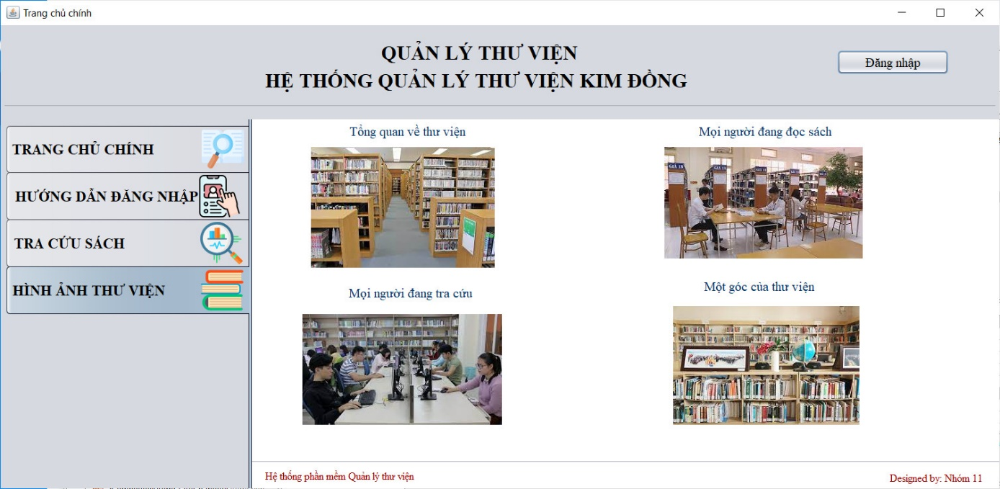 Trang chủ chính
QUẢN LÝ THƯ VIỆN
HỆ THỐNG QUẢN LÝ THƯ VIỆN KIM ĐỒNG
Đăng nhập
TRANG CHỦ CHÍNH
HƯỚNG DẪN ĐĂNG NHẬP
TRA CỨU SÁCH
HÌNH ẢNH THƯ VIỆN
Tổng quan về thư viện
Mọi người đang đọc sách
Mọi người đang tra cứu
Một góc của thư viện
Hệ thống phần mềm Quản lý thư viện
Designed by: Nhóm 11